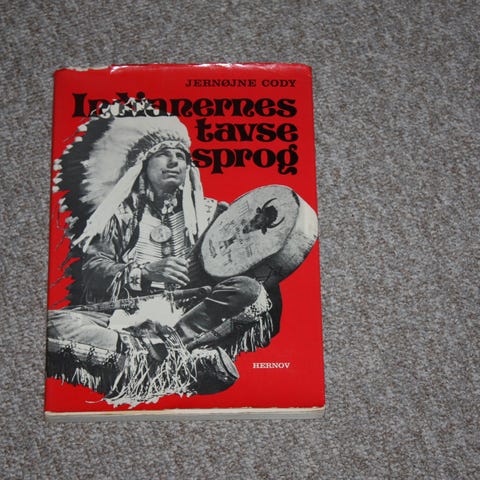 JERNØJNE CODY
Indianernes
tavse
sprog
HERNOV